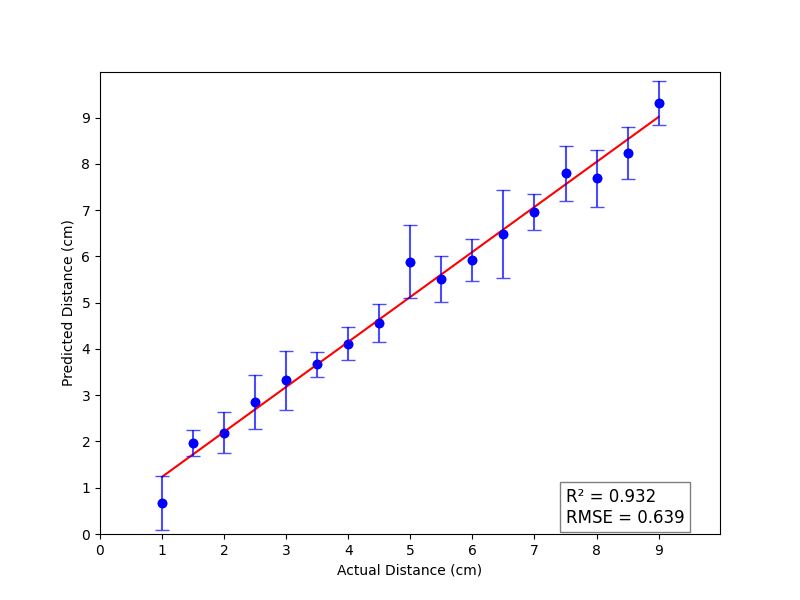 9
8
7
6
5
4
3
2
1
0
Predicted Distance (cm)
R² = 0.932
RMSE = 0.639
0 1 2 3 4 5 6 7 8 9
Actual Distance (cm)